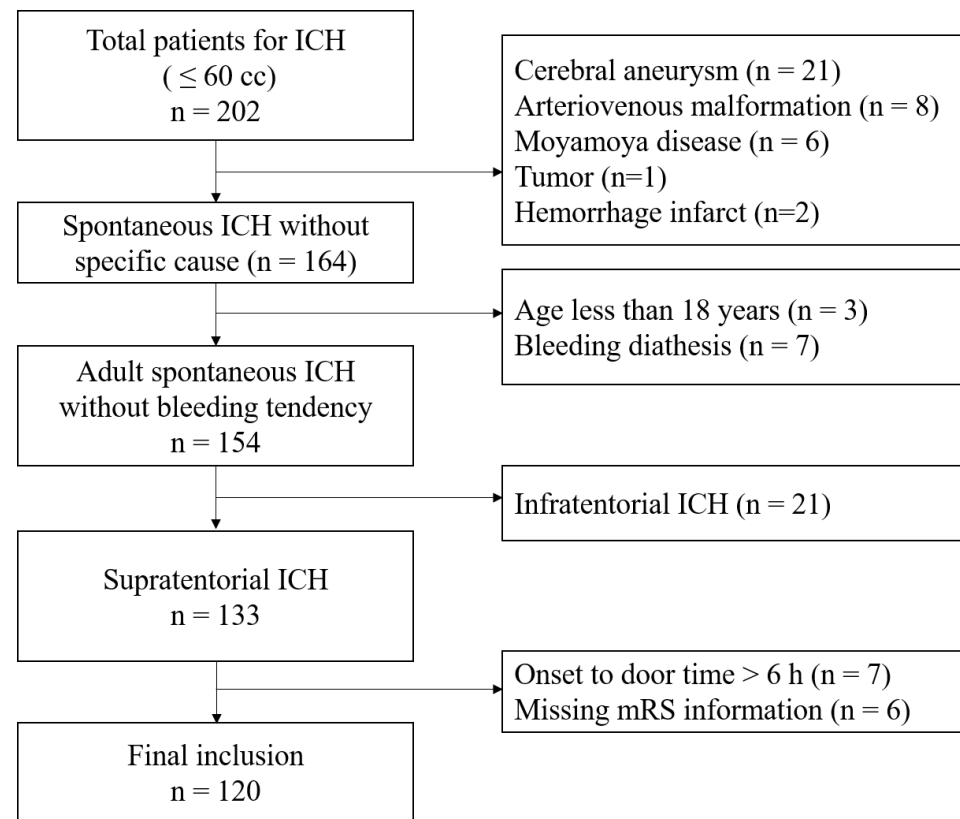 Total patients for ICH
( ≤ 60 cc)
n = 202
Cerebral aneurysm (n = 21)
Arteriovenous malformation (n = 8)
Moyamoya disease (n = 6)
Tumor (n=1)
Hemorrhage infarct (n=2)
Spontaneous ICH without
specific cause (n = 164)
Age less than 18 years (n = 3)
Bleeding diathesis (n = 7)
Adult spontaneous ICH
without bleeding tendency
n = 154
Infratentorial ICH (n = 21)
Supratentorial ICH
n = 133
Onset to door time > 6 h (n = 7)
Missing mRS information (n = 6)
Final inclusion
n = 120